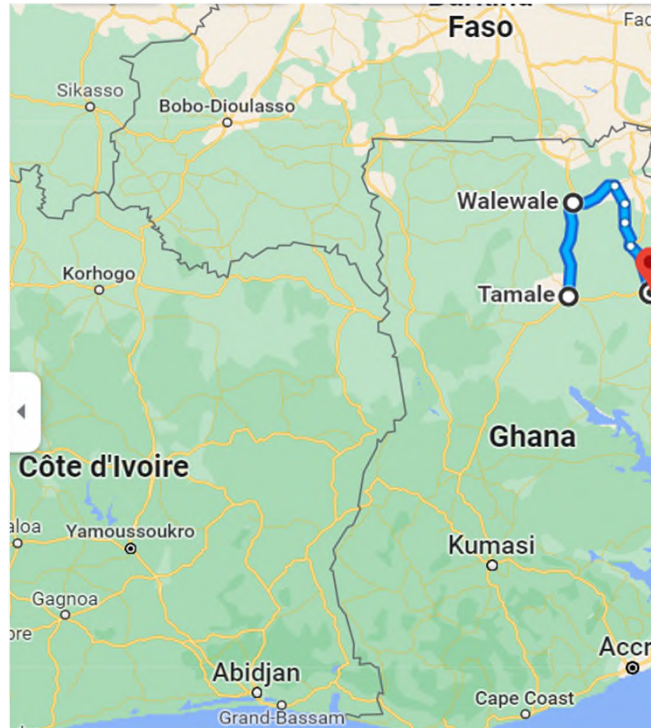 Faso
Sikasso
Bobo-Dioulasso
Walewale
Korhogo
Tamale
Ghana
Côte d'Ivoire
aloa
Yamoussoukro
Kumasi
Gagnoa
Accr
Abidjan
Cape Coast
Grand-Bassam